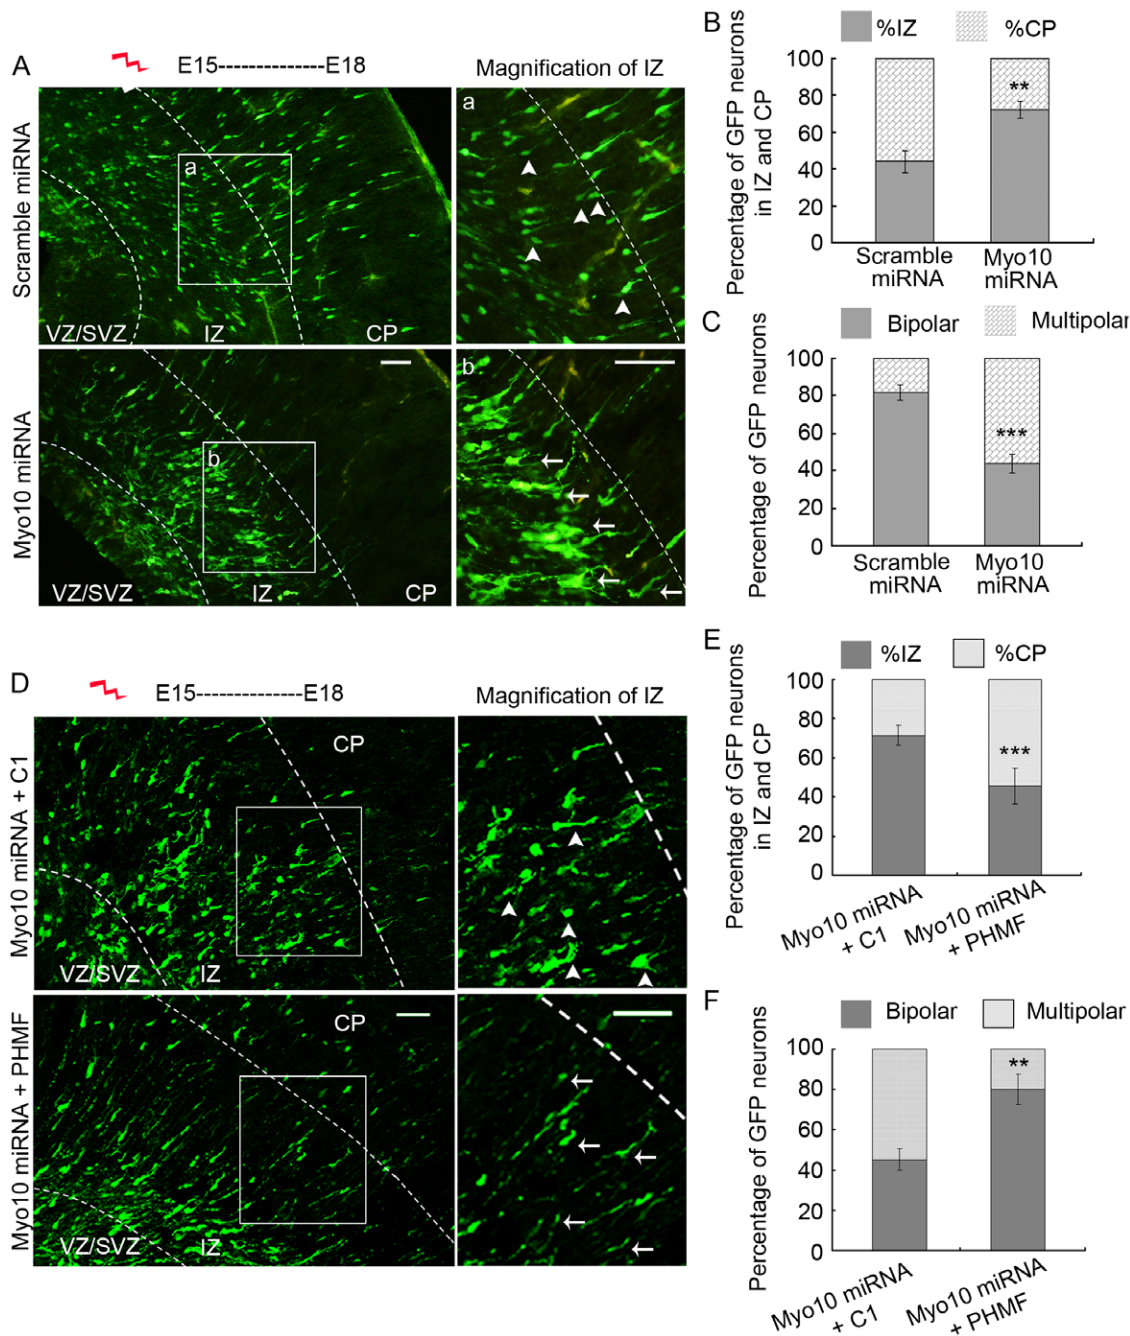 A
E15--------------E18
Magnification of IZ
Scramble miRNA
a
a
VZ/SVZ
IZ
CP
Myo10 miRNA
b
b
VZ/SVZ
IZ
CP
B
%IZ
%CP
Percentage of GFP neurons
in IZ and CP
100
80
60
40
20
0
**
Scramble
miRNA
Myo10
miRNA
C
Bipolar
Multipolar
Percentage of GFP neurons
100
80
60
40
20
0
***
Scramble
miRNA
Myo10
miRNA
D
E15--------------E18
Magnification of IZ
Myo10 miRNA + C1
CP
VZ/SVZ
IZ
Myo10 miRNA + PHMF
CP
VZ/SVZ
IZ
E
%IZ
%CP
Percentage of GFP neurons
in IZ and CP
100
80
60
40
20
0
***
Myo10 miRNA
+ C1
Myo10 miRNA
+ PHMF
F
Bipolar
Multipolar
Percentage of GFP neurons
100
80
60
40
20
0
**
Myo10 miRNA
+ C1
Myo10 miRNA
+ PHMF